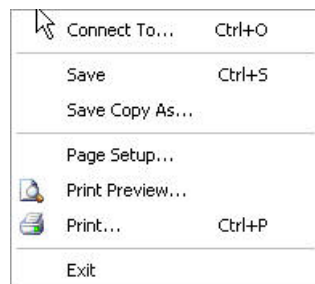 Connect To... Ctrl+O
Save Ctrl+S
Save Copy As...
Page Setup...
Print Preview...
Print... Ctrl+P
Exit